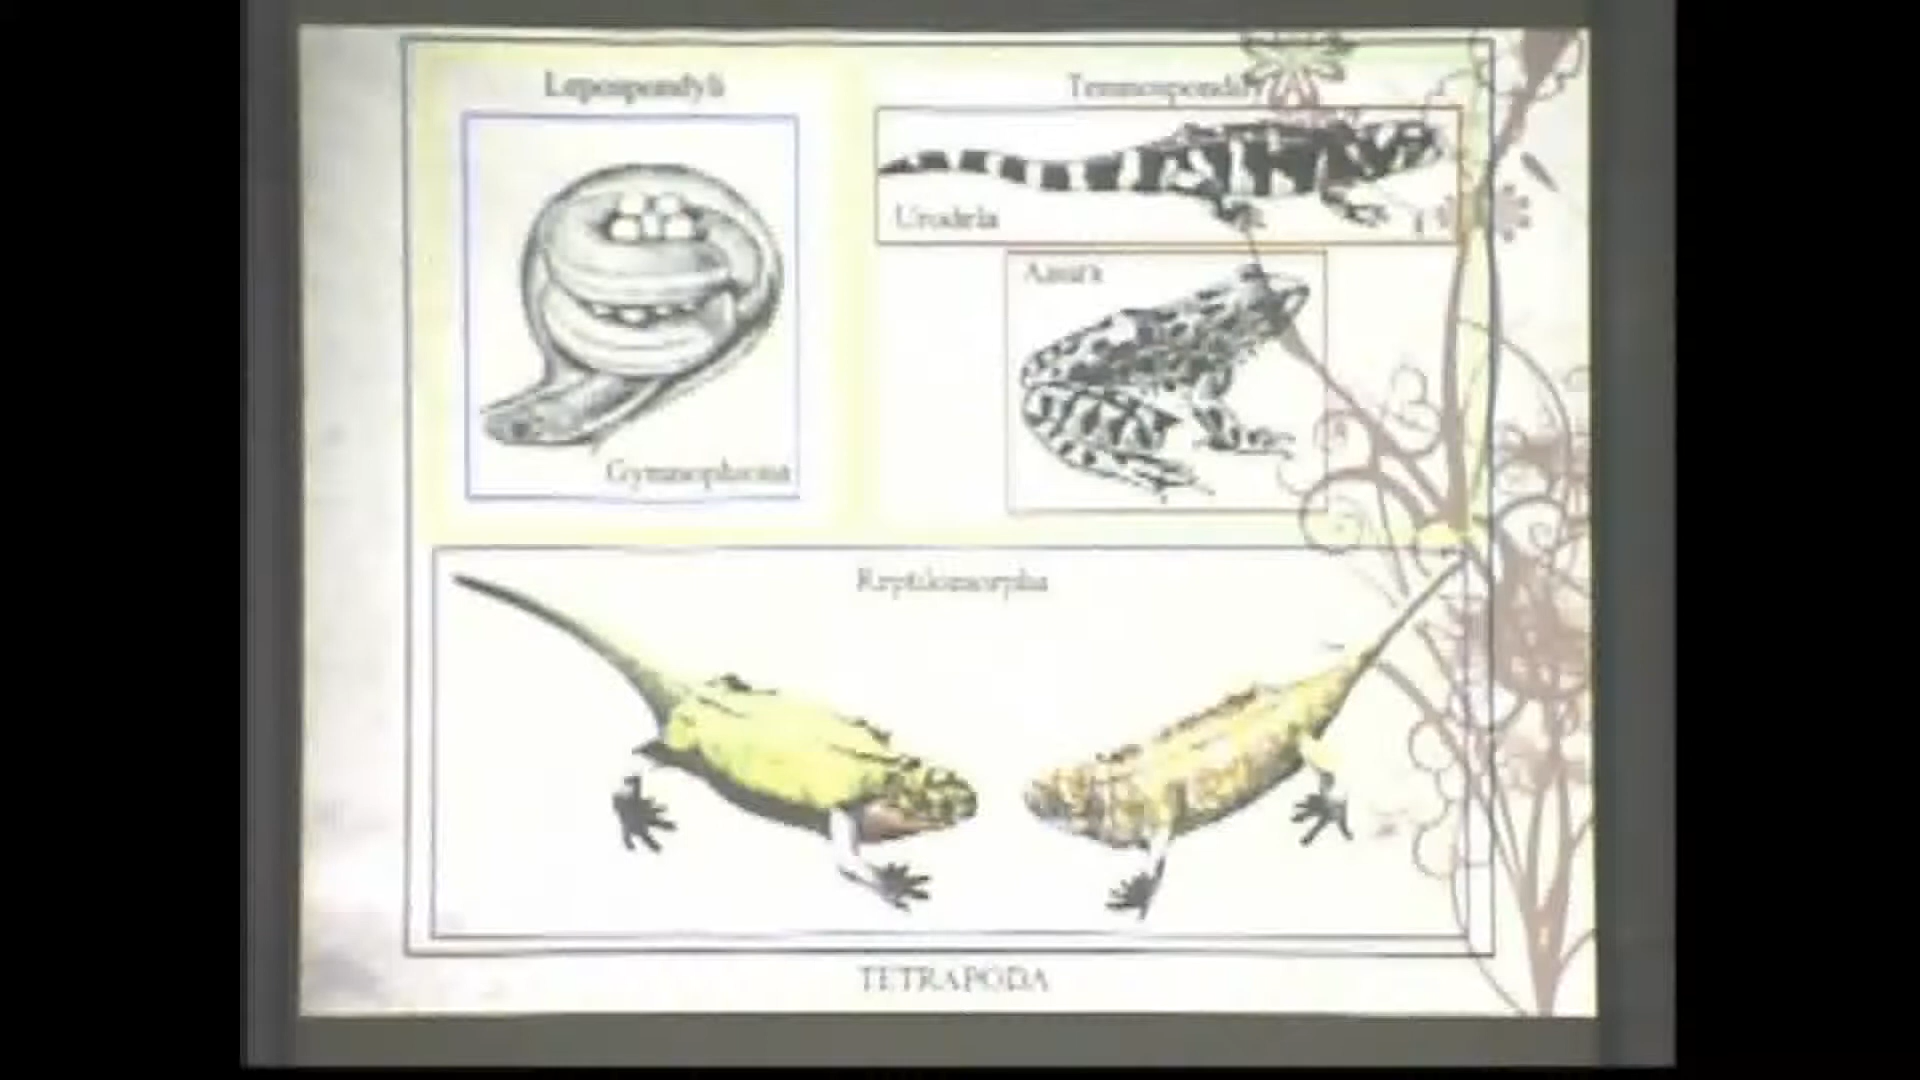 Lepospondyli
Temnospondyli
Urodela
Anura
Gymnophiona
Reptiliomorpha
TETRAPODA